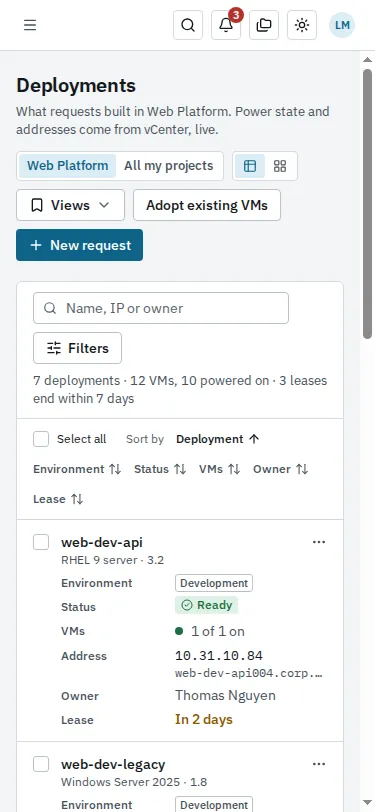 3
LM
Deployments
What requests built in Web Platform. Power state and
addresses come from vCenter, live.
Web Platform All my projects
Views Adopt existing VMs
New request
Name, IP or owner
Filters
7 deployments · 12 VMs, 10 powered on · 3 leases
end within 7 days
Select all Sort by Deployment
Environment Status VMs Owner
Lease
web-dev-api
RHEL 9 server · 3.2
Environment Development
Status Ready
VMs 1 of 1 on
Address 10.31.10.84
web-dev-api004.corp.…
Owner Thomas Nguyen
Lease In 2 days
web-dev-legacy
Windows Server 2025 · 1.8
Environment Development